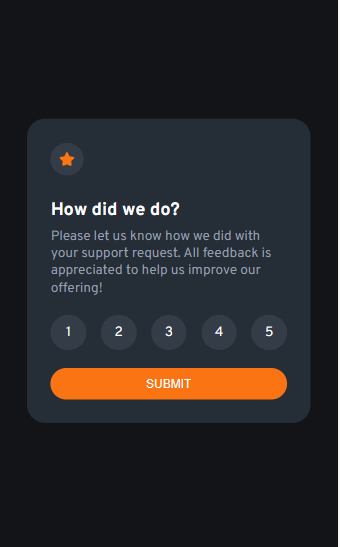 How did we do?
Please let us know how we did with
your support request. All feedback is
appreciated to help us improve our
offering!
1 2 3 4 5
SUBMIT